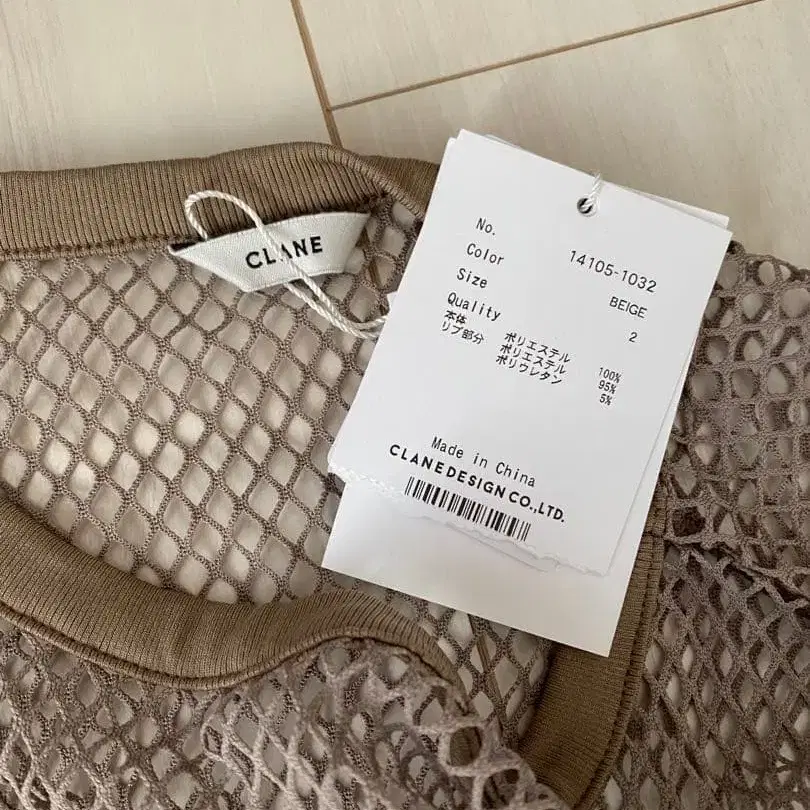 CLANE
No. 14105-1032
Color BEIGE
Size 2
Quality
本体 ポリエステル 100%
リブ部分 ポリエステル 95%
ポリウレタン 5%
Made in China
CLANE DESIGN CO.,LTD.